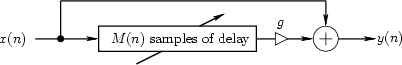 g
x(n) M(n) samples of delay + y(n)